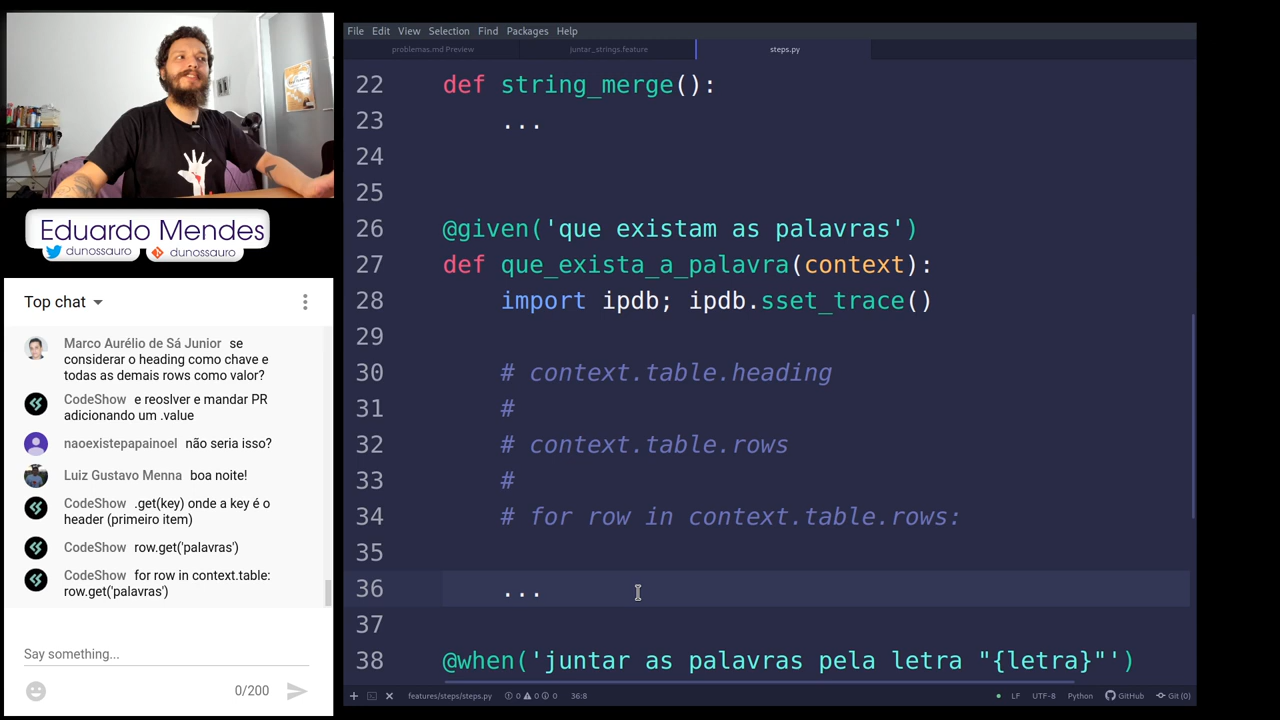 Eduardo Mendes
dunossauro dunossauro
Top chat
Marco Aurélio de Sá Junior se
considerar o heading como chave e
todas as demais rows como valor?
CodeShow e reoslver e mandar PR
adicionando um .value
naoexistepapainoel não seria isso?
Luiz Gustavo Menna boa noite!
CodeShow .get(key) onde a key é o
header (primeiro item)
CodeShow row.get('palavras')
CodeShow for row in context.table:
row.get('palavras')
Say something...
0/200
File Edit View Selection Find Packages Help
problemas.md Preview juntar_strings.feature steps.py
22 def string_merge():
23 ...
24
25
26 @given('que existam as palavras')
27 def que_exista_a_palavra(context):
28 import ipdb; ipdb.sset_trace()
29
30 # context.table.heading
31 #
32 # context.table.rows
33 #
34 # for row in context.table.rows:
35
36 ...
37
38 @when('juntar as palavras pela letra "{letra}"')
features/steps/steps.py 0 0 0 36:8 LF UTF-8 Python GitHub Git (0)